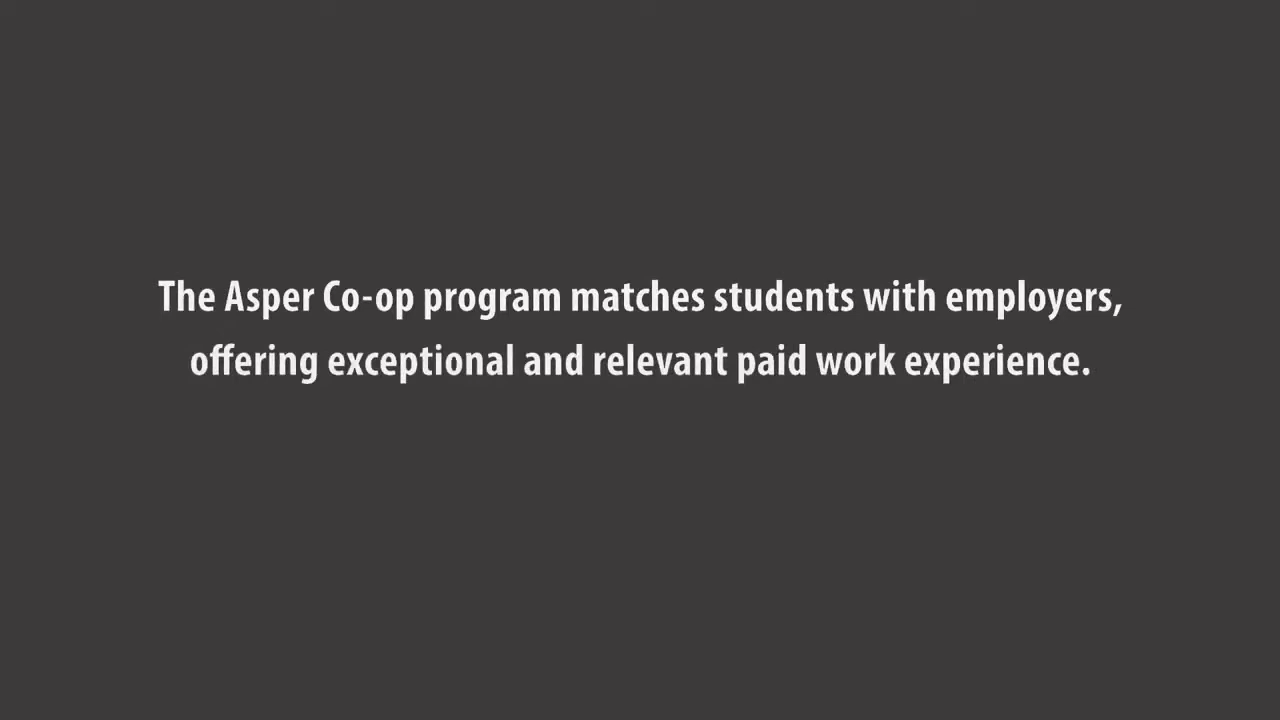 The Asper Co-op program matches students with employers,
offering exceptional and relevant paid work experience.